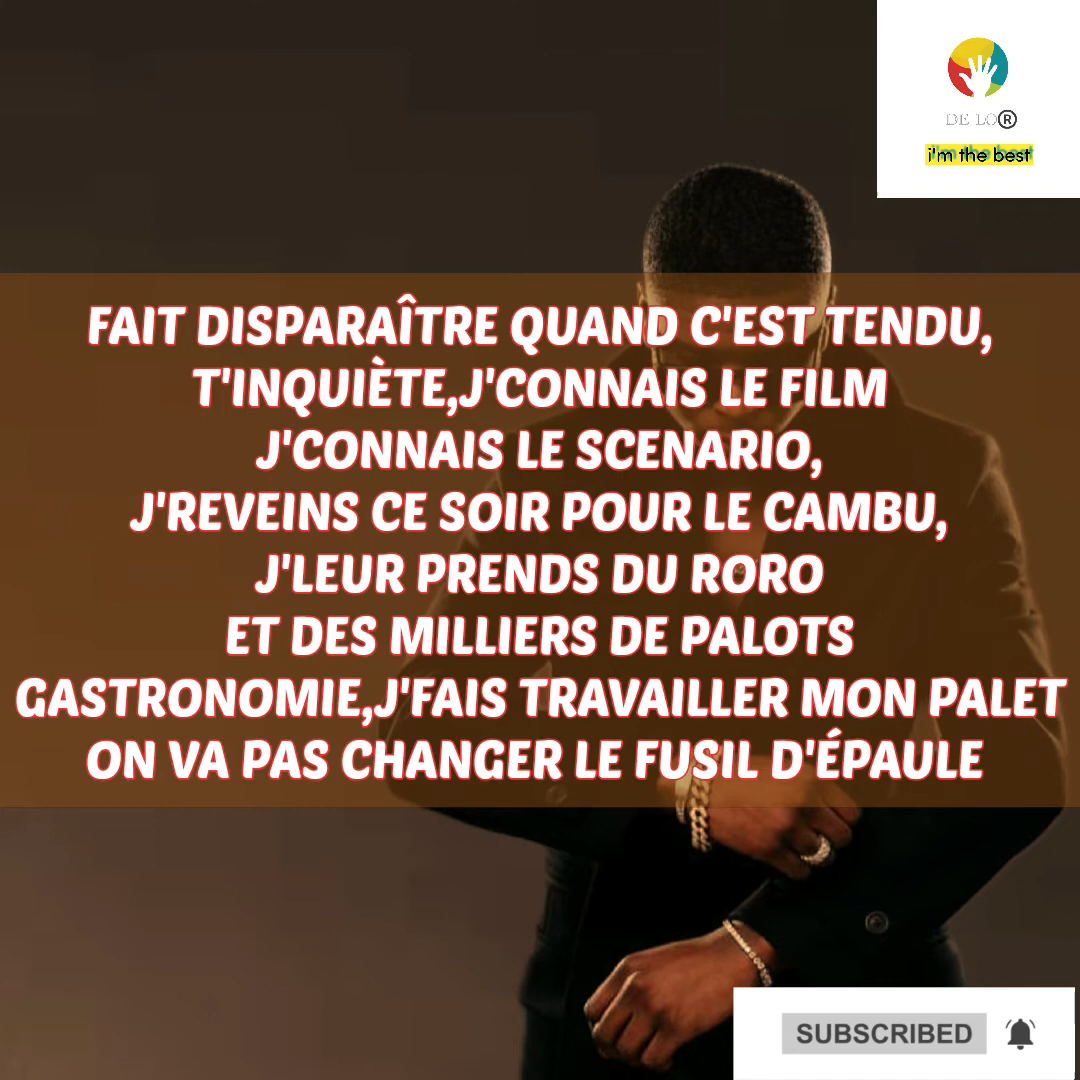 DE LO®
i'm the best
FAIT DISPARAÎTRE QUAND C'EST TENDU,
T'INQUIÈTE,J'CONNAIS LE FILM
J'CONNAIS LE SCENARIO,
J'REVEINS CE SOIR POUR LE CAMBU,
J'LEUR PRENDS DU RORO
ET DES MILLIERS DE PALOTS
GASTRONOMIE,J'FAIS TRAVAILLER MON PALET
ON VA PAS CHANGER LE FUSIL D'ÉPAULE
SUBSCRIBED